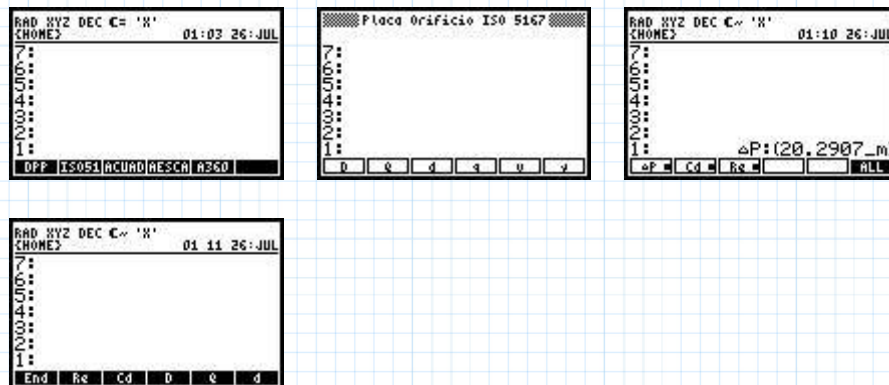 RAD XYZ DEC C= 'X'
{HOME} 01:03 26:JUL
7:
6:
5:
4:
3:
2:
1:
DPP ISO51 ACUAD AESCA A360
Placa Orificio ISO 5167
7:
6:
5:
4:
3:
2:
1:
D d q
RAD XYZ DEC C~ 'X'
{HOME} 01:10 26:JUL
7:
6:
5:
4:
3:
2:
1: △P:(20.2907_m
△P Cd Re ALL
RAD XYZ DEC C~ 'X'
{HOME} 01 11 26:JUL
7:
6:
5:
4:
3:
2:
1:
End Re Cd D d